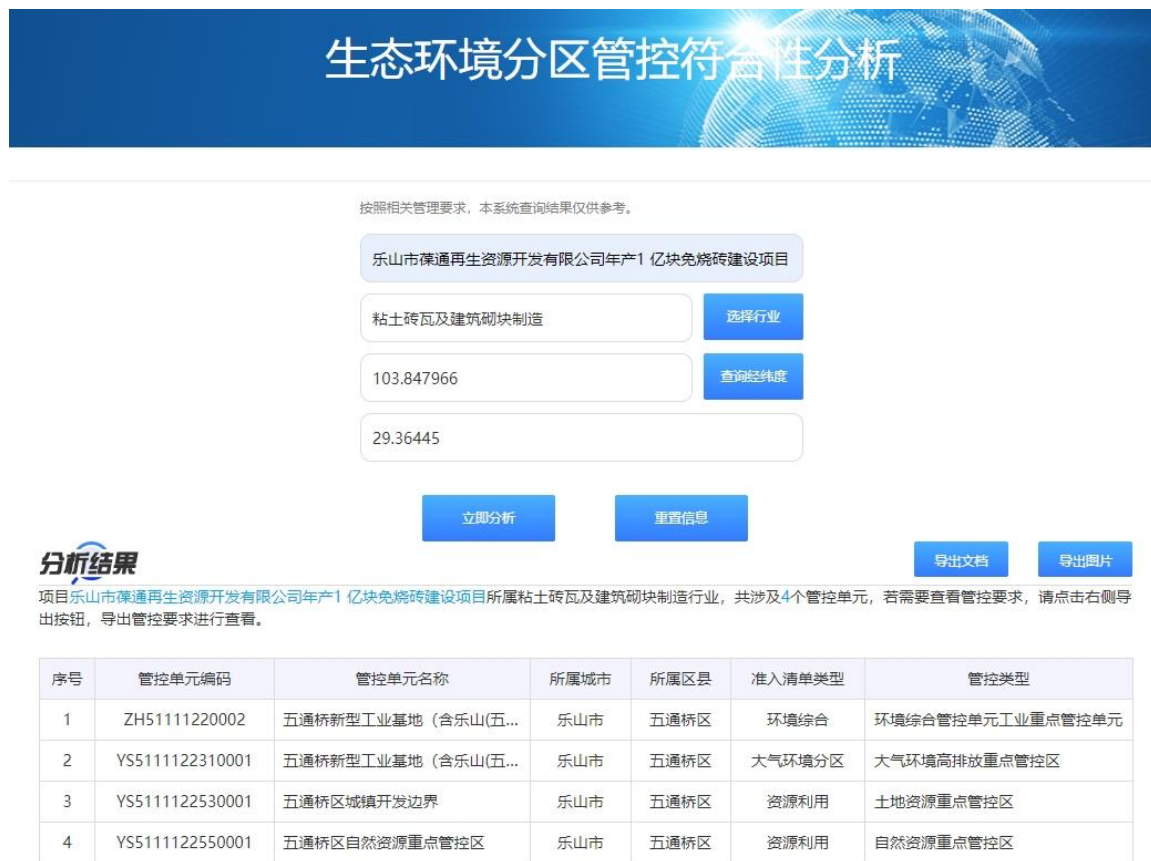 生态环境分区管控符合性分析
按照相关管理要求，本系统查询结果仅供参考。
乐山市葆通再生资源开发有限公司年产1 亿块免烧砖建设项目
粘土砖瓦及建筑砌块制造 选择行业
103.847966 查询经纬度
29.36445
立即分析 重置信息
分析结果 导出文档 导出图片
项目乐山市葆通再生资源开发有限公司年产1 亿块免烧砖建设项目所属粘土砖瓦及建筑砌块制造行业，共涉及4个管控单元，若需要查看管控要求，请点击右侧导
出按钮，导出管控要求进行查看。
序号 管控单元编码 管控单元名称 所属城市 所属区县 准入清单类型 管控类型
1 ZH51111220002 五通桥新型工业基地（含乐山(五... 乐山市 五通桥区 环境综合 环境综合管控单元工业重点管控单元
2 YS5111122310001 五通桥新型工业基地（含乐山(五... 乐山市 五通桥区 大气环境分区 大气环境高排放重点管控区
3 YS5111122530001 五通桥区城镇开发边界 乐山市 五通桥区 资源利用 土地资源重点管控区
4 YS5111122550001 五通桥区自然资源重点管控区 乐山市 五通桥区 资源利用 自然资源重点管控区